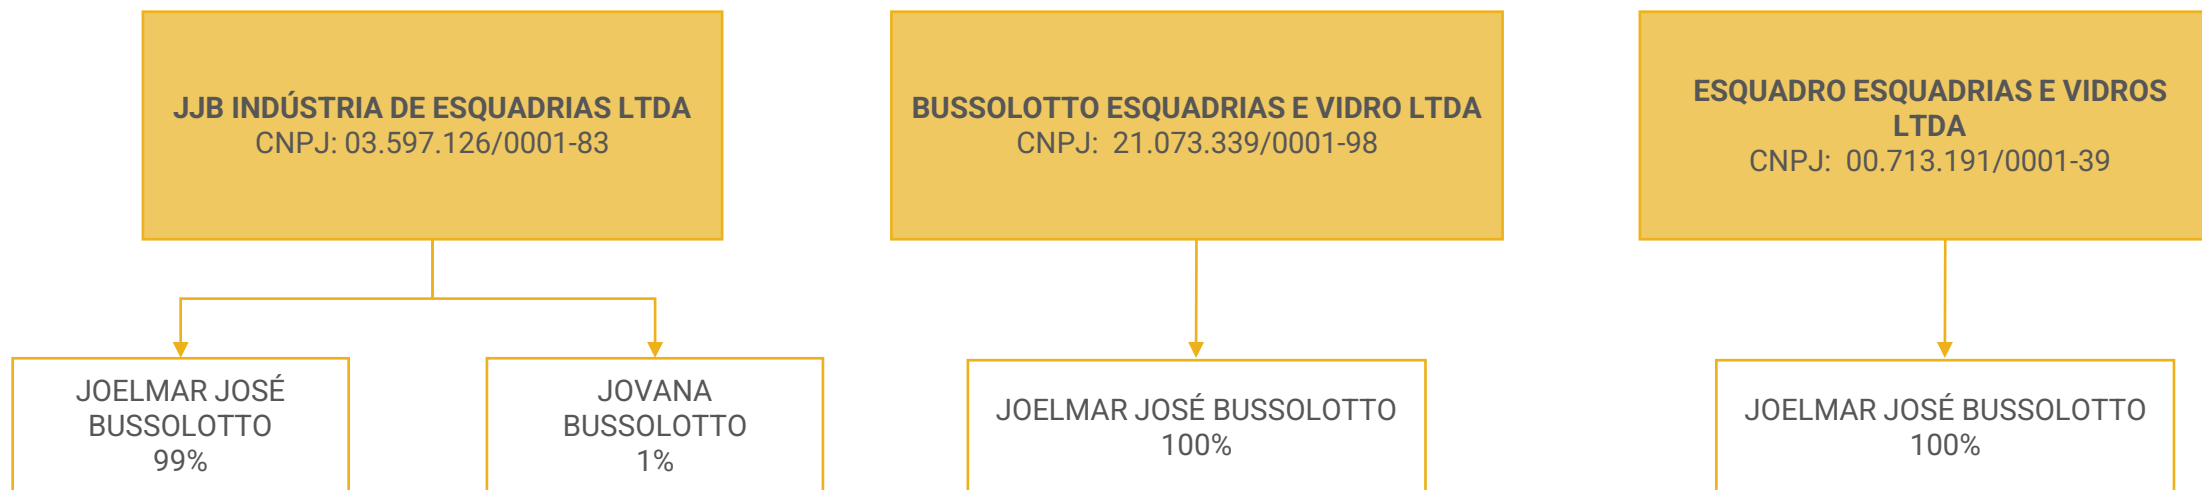 JJB INDÚSTRIA DE ESQUADRIAS LTDA
CNPJ: 03.597.126/0001-83
BUSSOLOTTO ESQUADRIAS E VIDRO LTDA
CNPJ: 21.073.339/0001-98
ESQUADRO ESQUADRIAS E VIDROS
LTDA
CNPJ: 00.713.191/0001-39
JOELMAR JOSÉ
BUSSOLOTTO
99%
JOVANA
BUSSOLOTTO
1%
JOELMAR JOSÉ BUSSOLOTTO
100%
JOELMAR JOSÉ BUSSOLOTTO
100%